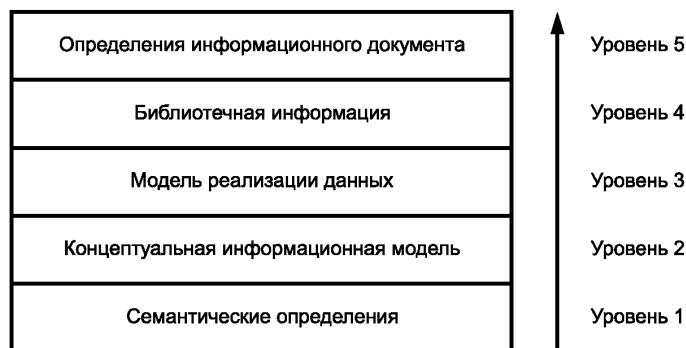 Определения информационного документа Уровень 5
Библиотечная информация Уровень 4
Модель реализации данных Уровень 3
Концептуальная информационная модель Уровень 2
Семантические определения Уровень 1